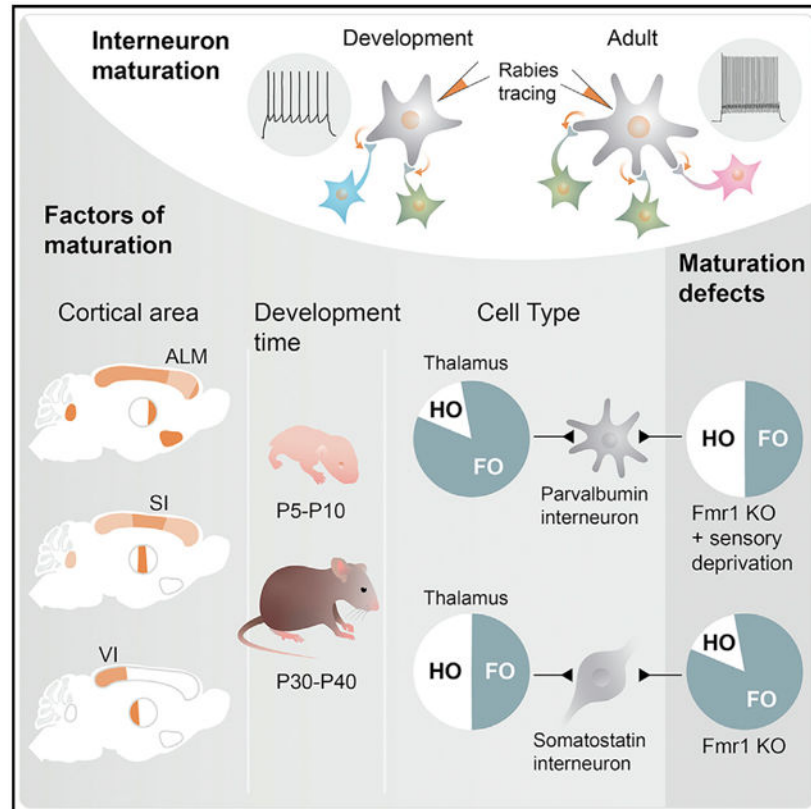 Interneuron
maturation
Development
Adult
Rabies
tracing
Factors of
maturation
Cortical area
ALM
SI
VI
Development
time
P5-P10
P30-P40
Cell Type
Thalamus
HO
FO
Parvalbumin
interneuron
Thalamus
HO
FO
Somatostatin
interneuron
Maturation
defects
HO
FO
Fmr1 KO
+ sensory
deprivation
HO
FO
Fmr1 KO